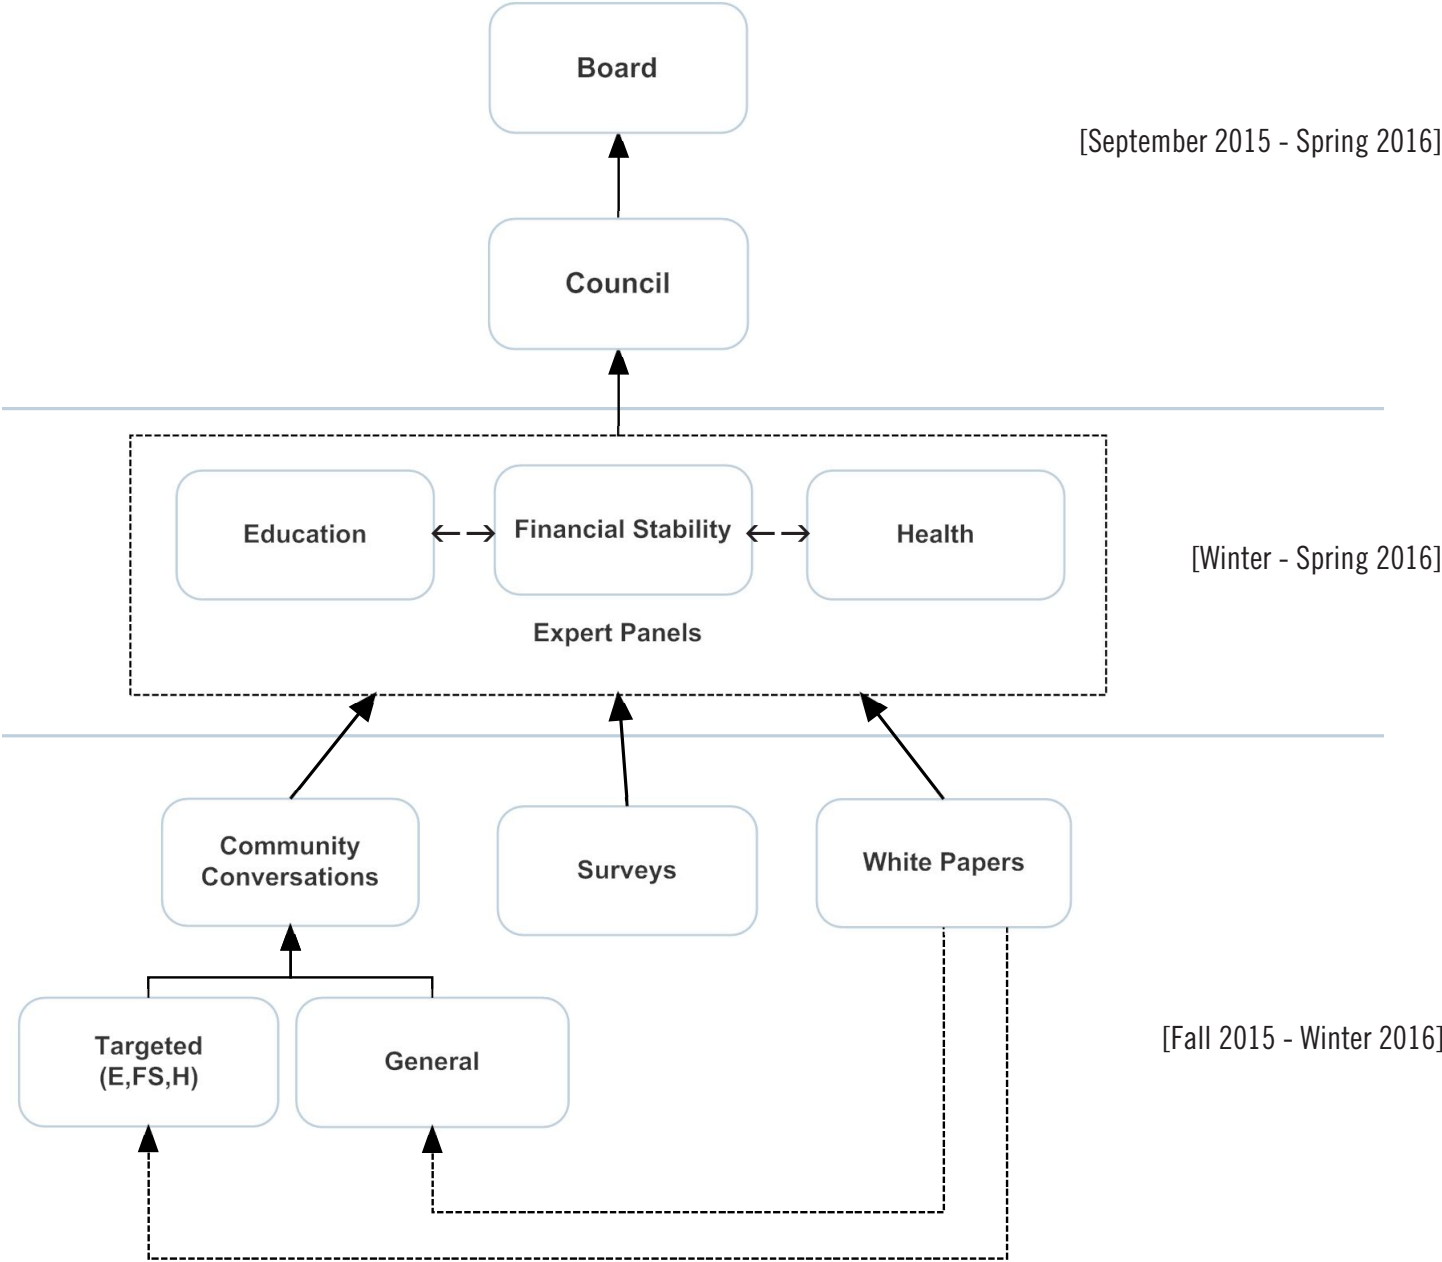 Board
[September 2015 - Spring 2016]
Council
Education
Financial Stability
Health
[Winter - Spring 2016]
Expert Panels
Community
Conversations
Surveys
White Papers
Targeted
(E,FS,H)
General
[Fall 2015 - Winter 2016]